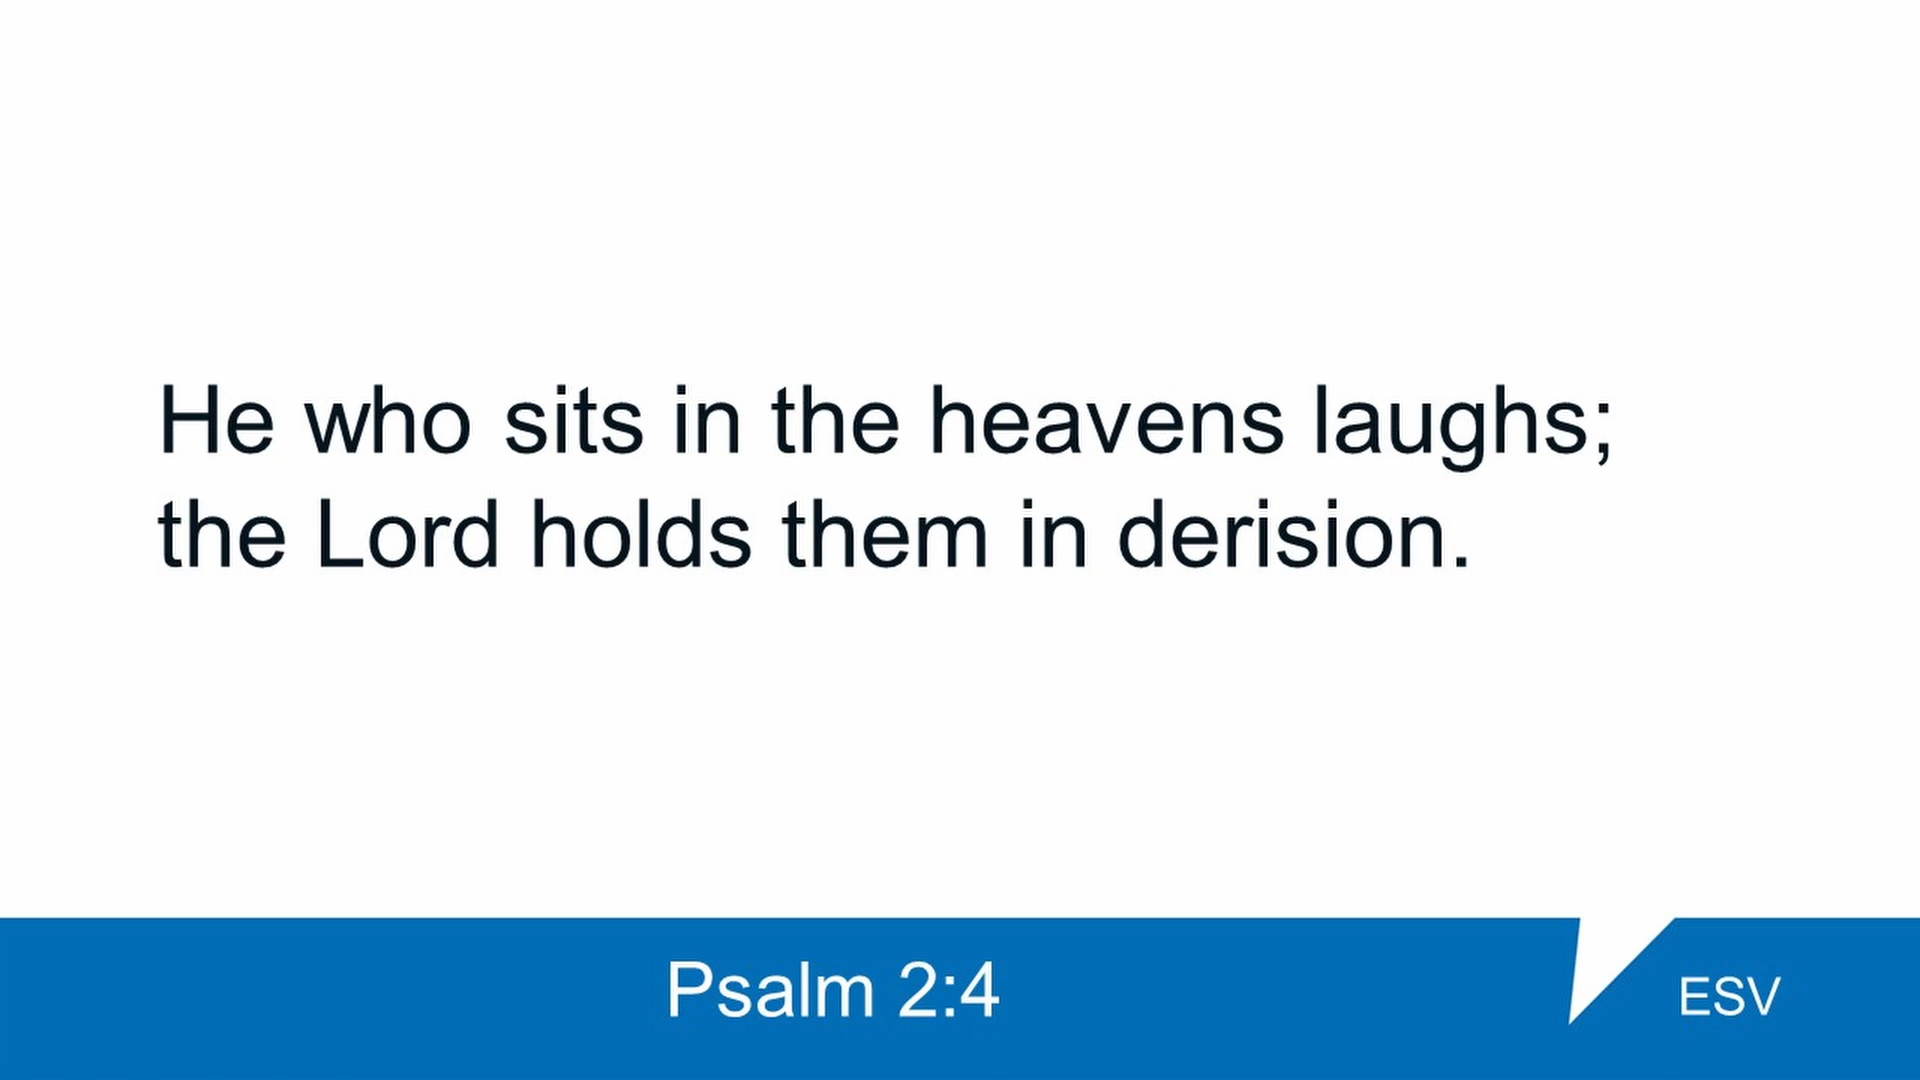 He who sits in the heavens laughs;
the Lord holds them in derision.
Psalm 2:4
ESV